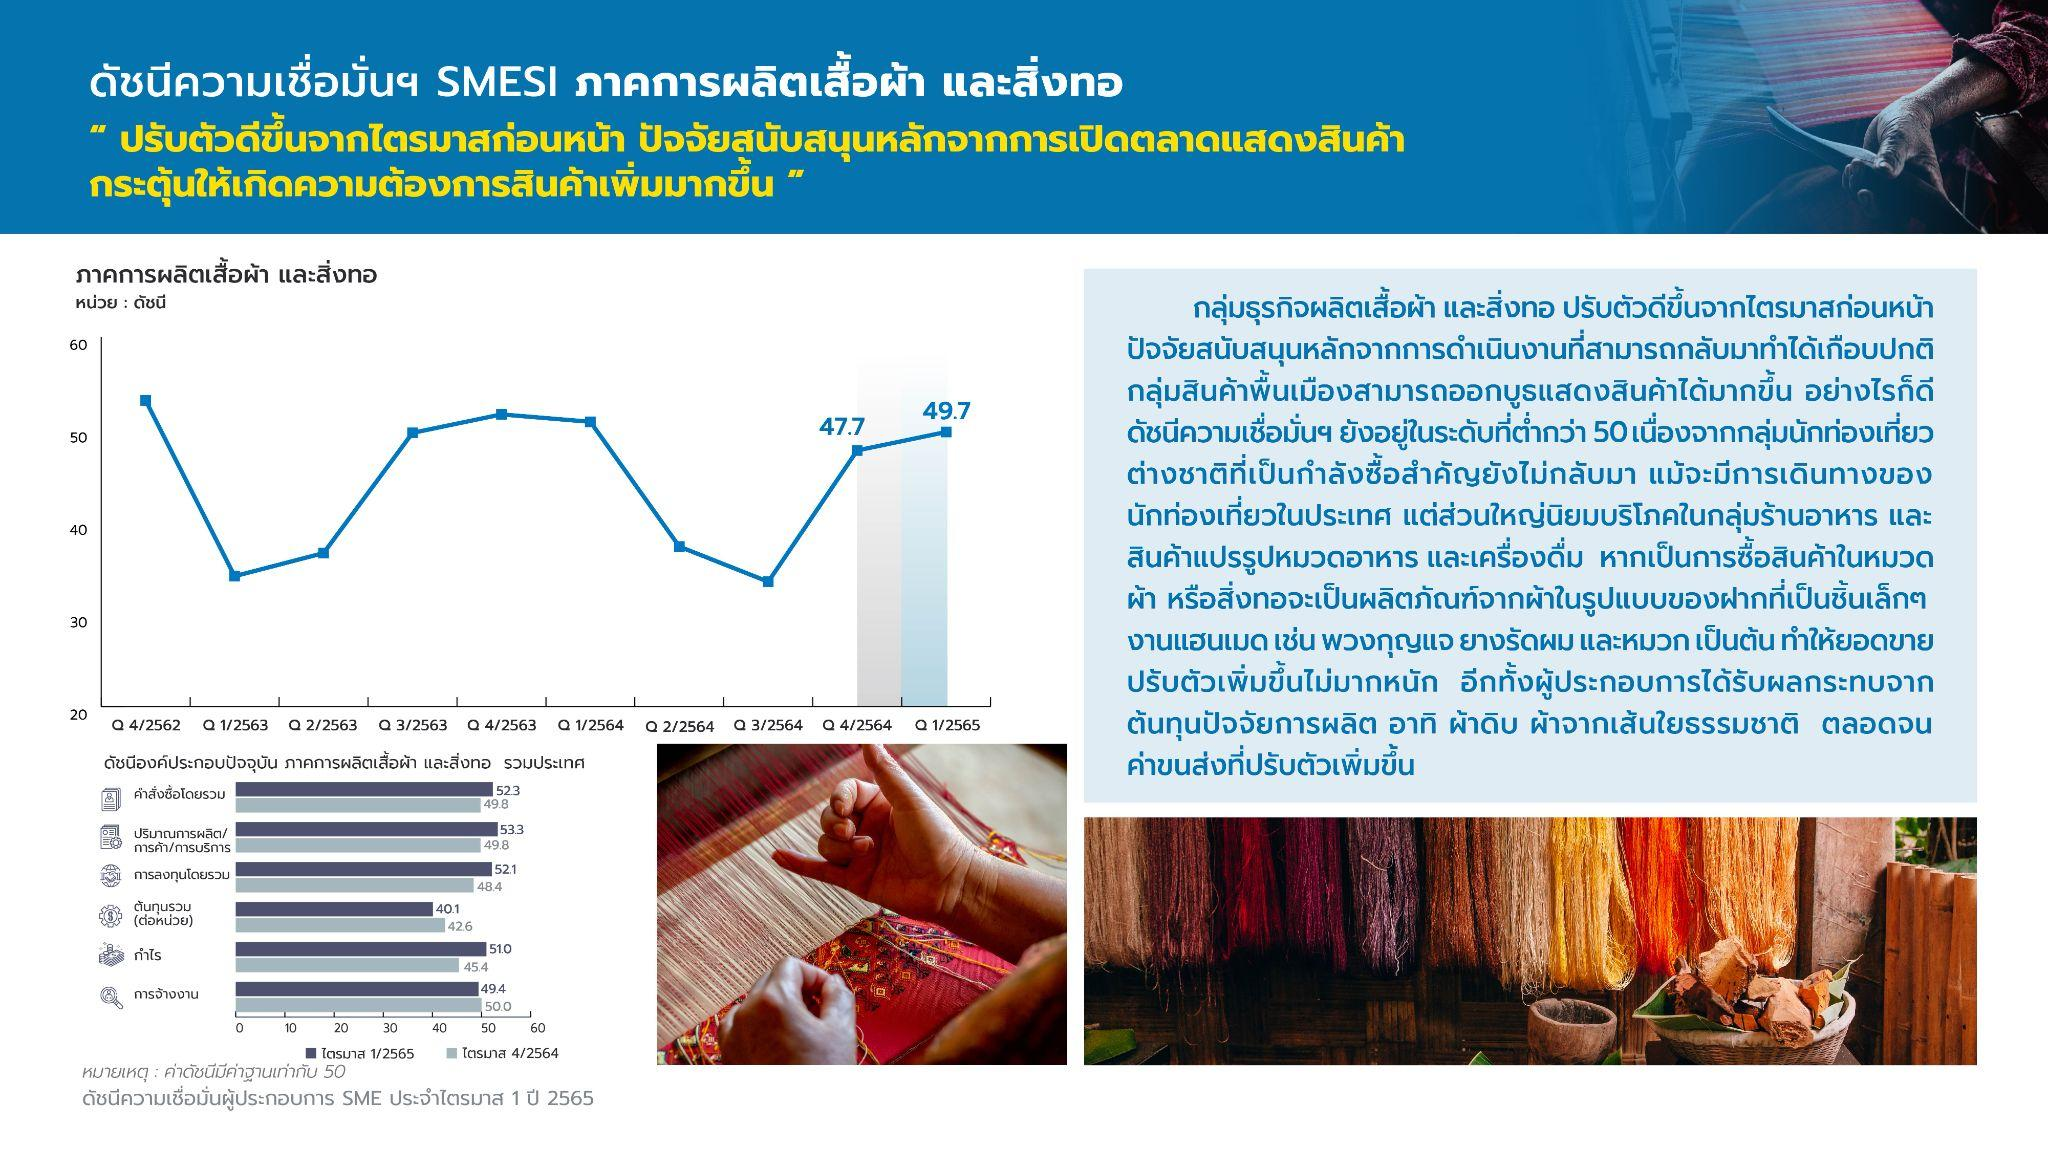 ดัชนีความเชื่อมั่นฯ SMESI ภาคการผลิตเสื้อผ้า และสิ่งทอ
“ ปรับตัวดีขึ้นจากไตรมาสก่อนหน้า ปัจจัยสนับสนุนหลักจากการเปิดตลาดแสดงสินค้า
กระตุ้นให้เกิดความต้องการสินค้าเพิ่มมากขึ้น ”
ภาคการผลิตเสื้อผ้า และสิ่งทอ
หน่วย : ดัชนี
60
50
40
30
20
47.7
49.7
Q 4/2562 Q 1/2563 Q 2/2563 Q 3/2563 Q 4/2563 Q 1/2564 Q 2/2564 Q 3/2564 Q 4/2564 Q 1/2565
ดัชนีองค์ประกอบปัจจุบัน ภาคการผลิตเสื้อผ้า และสิ่งทอ รวมประเทศ
คำสั่งซื้อโดยรวม
52.3
49.8
ปริมาณการผลิต/
การค้า/การบริการ
53.3
49.8
การลงทุนโดยรวม
52.1
48.4
ต้นทุนรวม
(ต่อหน่วย)
40.1
42.6
กำไร
51.0
45.4
การจ้างงาน
49.4
50.0
0 10 20 30 40 50 60
ไตรมาส 1/2565 ไตรมาส 4/2564
หมายเหตุ : ค่าดัชนีมีค่าฐานเท่ากับ 50
ดัชนีความเชื่อมั่นผู้ประกอบการ SME ประจำไตรมาส 1 ปี 2565
กลุ่มธุรกิจผลิตเสื้อผ้า และสิ่งทอ ปรับตัวดีขึ้นจากไตรมาสก่อนหน้า
ปัจจัยสนับสนุนหลักจากการดำเนินงานที่สามารถกลับมาทำได้เกือบปกติ
กลุ่มสินค้าพื้นเมืองสามารถออกบูธแสดงสินค้าได้มากขึ้น อย่างไรก็ดี
ดัชนีความเชื่อมั่นฯ ยังอยู่ในระดับที่ต่ำกว่า 50 เนื่องจากกลุ่มนักท่องเที่ยว
ต่างชาติที่เป็นกำลังซื้อสำคัญยังไม่กลับมา แม้จะมีการเดินทางของ
นักท่องเที่ยวในประเทศ แต่ส่วนใหญ่นิยมบริโภคในกลุ่มร้านอาหาร และ
สินค้าแปรรูปหมวดอาหาร และเครื่องดื่ม หากเป็นการซื้อสินค้าในหมวด
ผ้า หรือสิ่งทอจะเป็นผลิตภัณฑ์จากผ้าในรูปแบบของฝากที่เป็นชิ้นเล็กๆ
งานแฮนเมด เช่น พวงกุญแจ ยางรัดผม และหมวก เป็นต้น ทำให้ยอดขาย
ปรับตัวเพิ่มขึ้นไม่มากหนัก อีกทั้งผู้ประกอบการได้รับผลกระทบจาก
ต้นทุนปัจจัยการผลิต อาทิ ผ้าดิบ ผ้าจากเส้นใยธรรมชาติ ตลอดจน
ค่าขนส่งที่ปรับตัวเพิ่มขึ้น